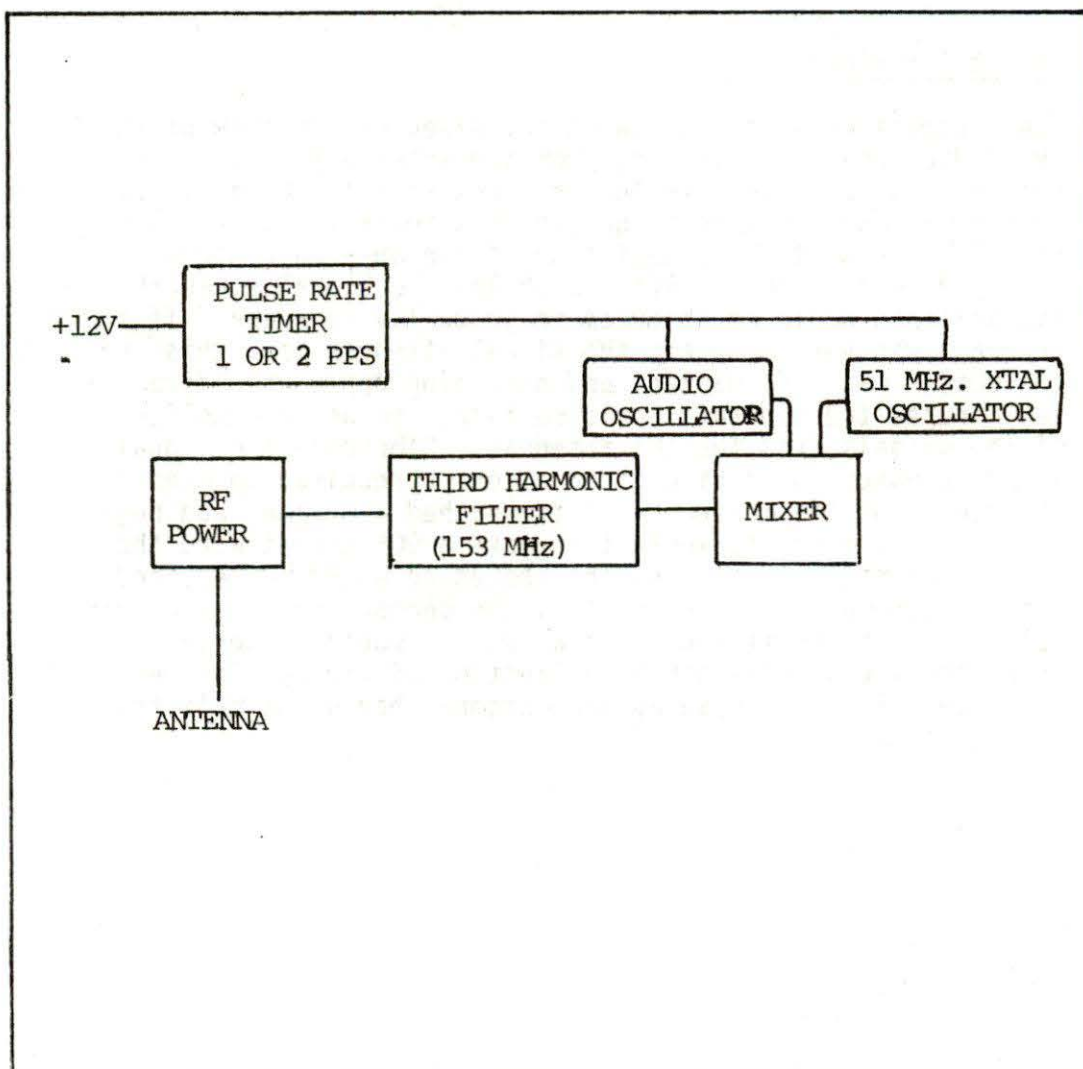 PULSE RATE
TIMER
1 OR 2 PPS
+12V
-
AUDIO
OSCILLATOR
51 MHz. XTAL
OSCILLATOR
RF
POWER
THIRD HARMONIC
FILTER
(153 MHz)
MIXER
ANTENNA